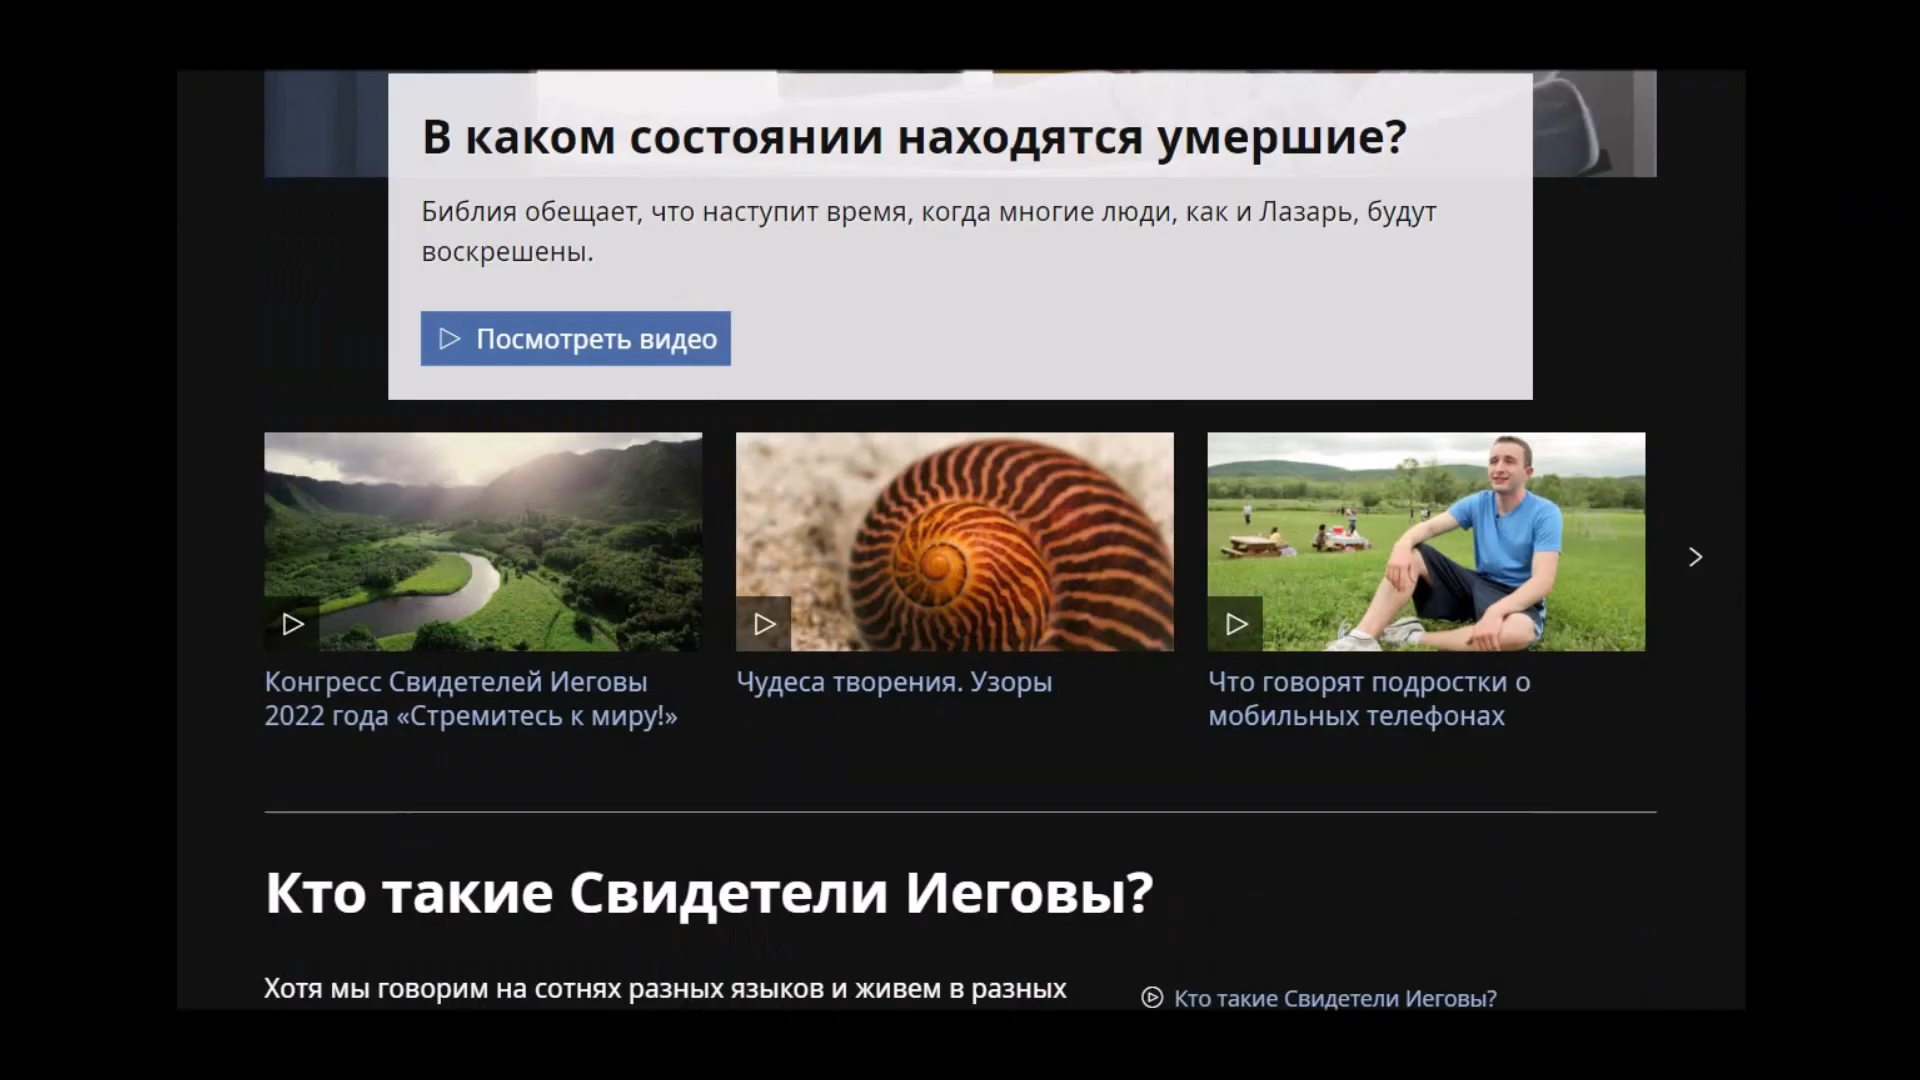 В каком состоянии находятся умершие?
Библия обещает, что наступит время, когда многие люди, как и Лазарь, будут
воскрешены.
Посмотреть видео
Конгресс Свидетелей Иеговы
2022 года «Стремитесь к миру!»
Чудеса творения. Узоры
Что говорят подростки о
мобильных телефонах
Кто такие Свидетели Иеговы?
Хотя мы говорим на сотнях разных языков и живем в разных
Кто такие Свидетели Иеговы?